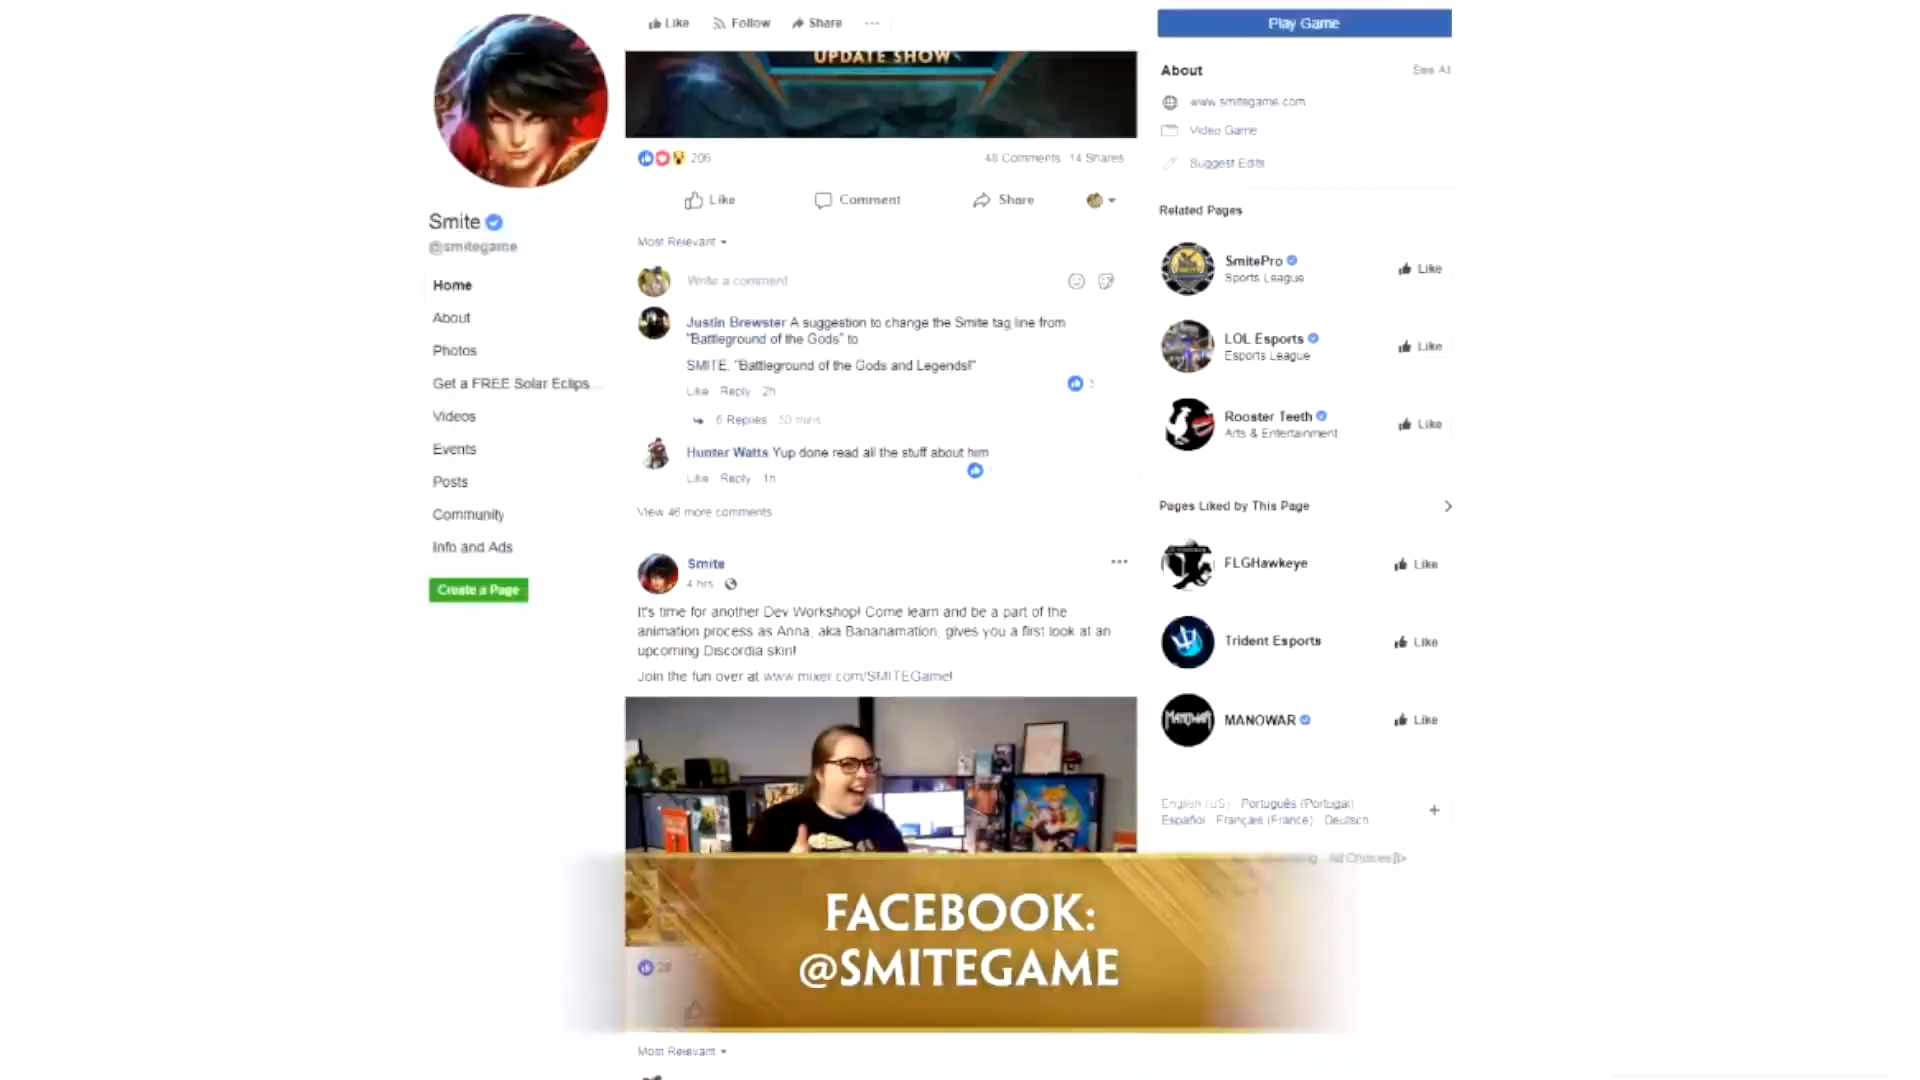 Like Follow Share
Play Game
UPDATE SHOW
About
See All
www.smitegame.com
Video Game
Suggest Edits
206
48 Comments 14 Shares
Like Comment Share
Smite
@smitegame
Home
About
Photos
Get a FREE Solar Eclips...
Videos
Events
Posts
Community
Info and Ads
Create a Page
Most Relevant
Write a comment...
Justin Brewster A suggestion to change the Smite tag line from
"Battleground of the Gods" to
SMITE. "Battleground of the Gods and Legends!"
Like Reply 2h
3
6 Replies 50 mins
Hunter Watts Yup done read all the stuff about him
Like Reply 1h
View 46 more comments
Smite
4 hrs
It's time for another Dev Workshop! Come learn and be a part of the
animation process as Anna, aka Bananamation, gives you a first look at an
upcoming Discordia skin!
Join the fun over at www.mixer.com/SMITEGame!
Related Pages
SmitePro
Sports League
Like
LOL Esports
Esports League
Like
Rooster Teeth
Arts & Entertainment
Like
Pages Liked by This Page
FLGHawkeye
Like
Trident Esports
Like
MANOWAR
Like
English (US) Português (Portugal)
Español Français (France) Deutsch
Ad Choices
FACEBOOK:
@SMITEGAME
28
Most Relevant